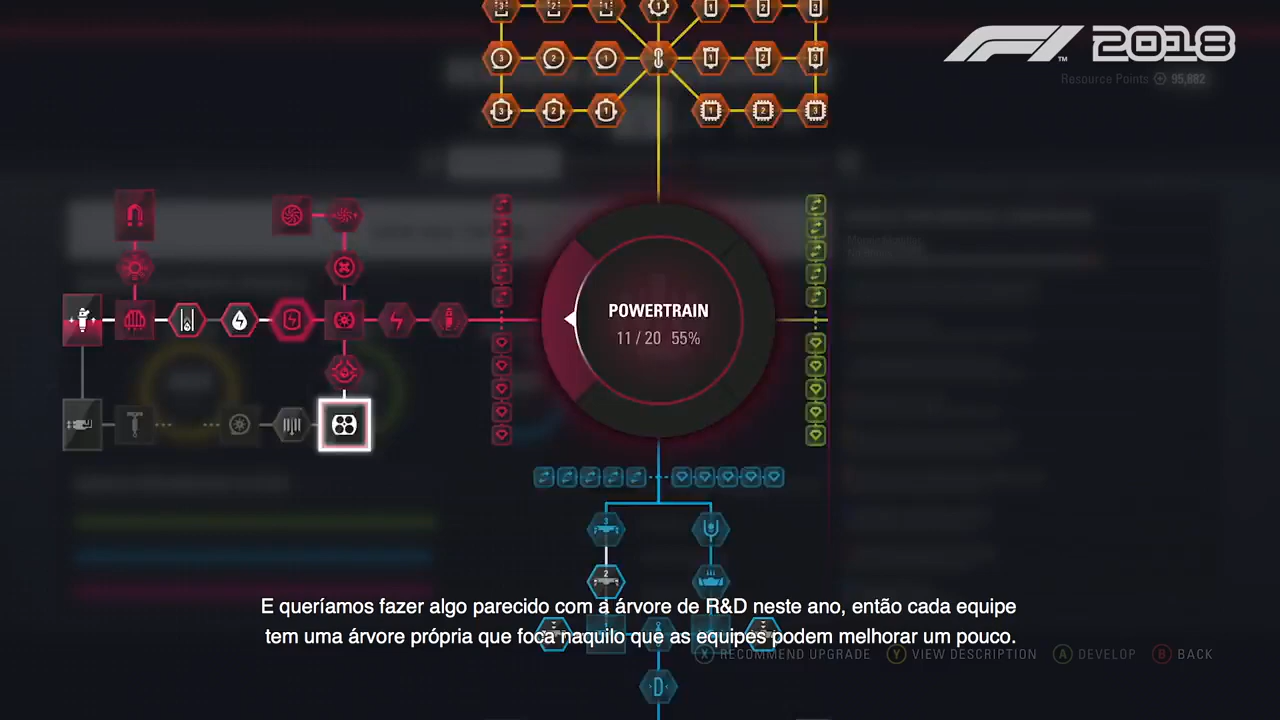 F1 2018
Resource Points 95,882
POWERTRAIN
11 / 20 55%
E queríamos fazer algo parecido com a árvore de R&D neste ano, então cada equipe
tem uma árvore própria que foca naquilo que as equipes podem melhorar um pouco.
X RECOMMEND UPGRADE Y VIEW DESCRIPTION A DEVELOP B BACK
D